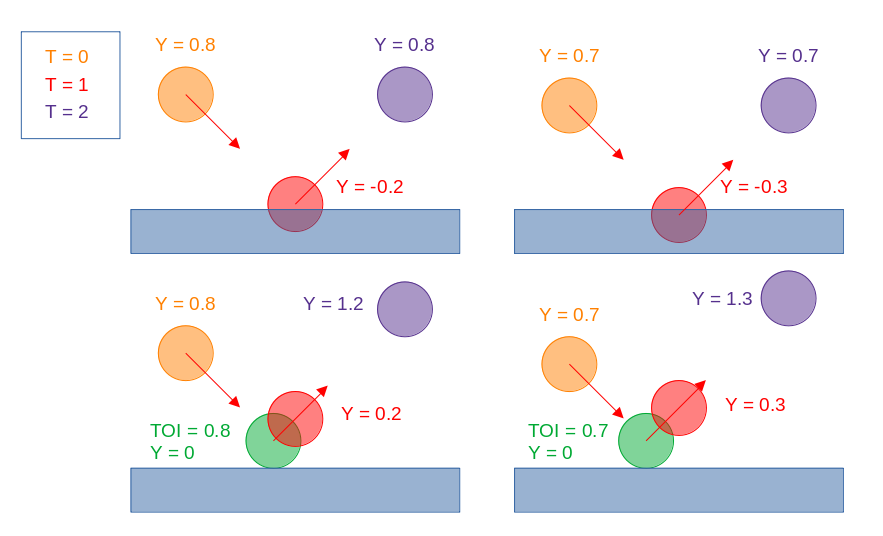 T = 0
T = 1
T = 2
Y = 0.8
Y = 0.8
Y = -0.2
Y = 0.7
Y = 0.7
Y = -0.3
Y = 0.8
Y = 1.2
Y = 0.2
TOI = 0.8
Y = 0
Y = 0.7
Y = 1.3
Y = 0.3
TOI = 0.7
Y = 0